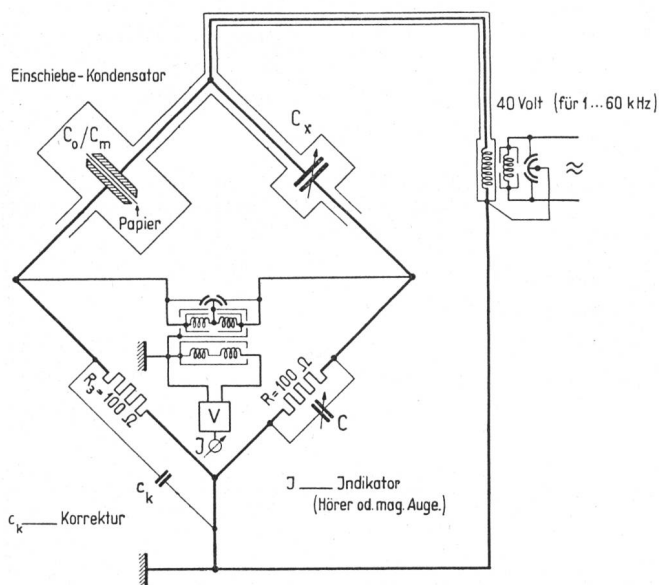 Einschiebe-Kondensator
C₀/Cₘ
Papier
Cₓ
40 Volt (für 1...60 kHz)
≈
R₃=100 Ω
R=100 Ω
C
V
J
cₖ
cₖ ___ Korrektur
J ___ Jndikator
(Hörer od. mag. Auge.)